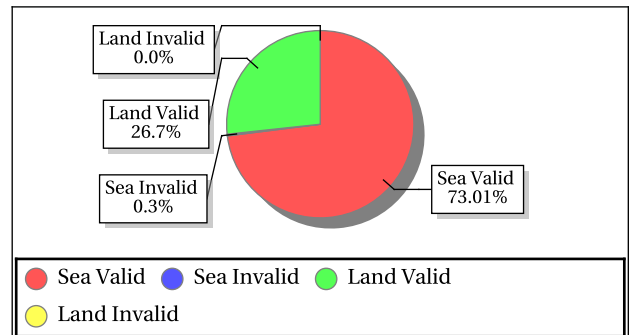 Land Invalid
0.0%
Land Valid
26.7%
Sea Invalid
0.3%
Sea Valid
73.01%
Sea Valid Sea Invalid Land Valid
Land Invalid